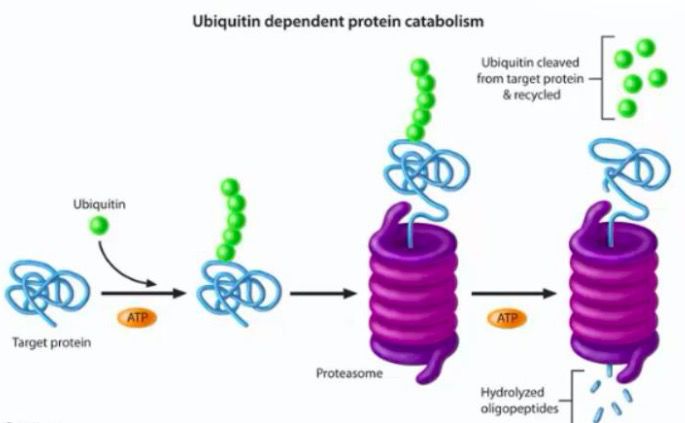 Ubiquitin dependent protein catabolism
Ubiquitin cleaved
from target protein
& recycled
Ubiquitin
ATP
Target protein
Proteasome
ATP
Hydrolyzed
oligopeptides